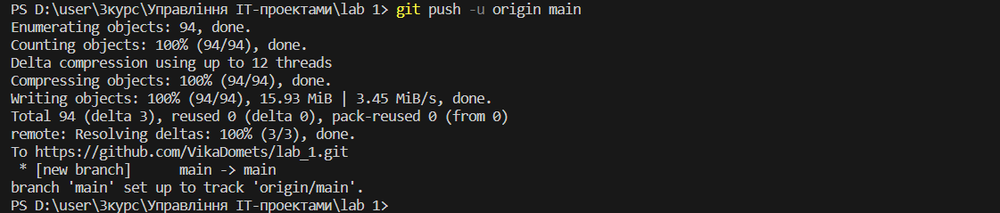 PS D:\user\3курс\Управління ІТ-проектами\lab 1> git push -u origin main
Enumerating objects: 94, done.
Counting objects: 100% (94/94), done.
Delta compression using up to 12 threads
Compressing objects: 100% (94/94), done.
Writing objects: 100% (94/94), 15.93 MiB | 3.45 MiB/s, done.
Total 94 (delta 3), reused 0 (delta 0), pack-reused 0 (from 0)
remote: Resolving deltas: 100% (3/3), done.
To https://github.com/VikaDomets/lab_1.git
 * [new branch]      main -> main
branch 'main' set up to track 'origin/main'.
PS D:\user\3курс\Управління ІТ-проектами\lab 1>